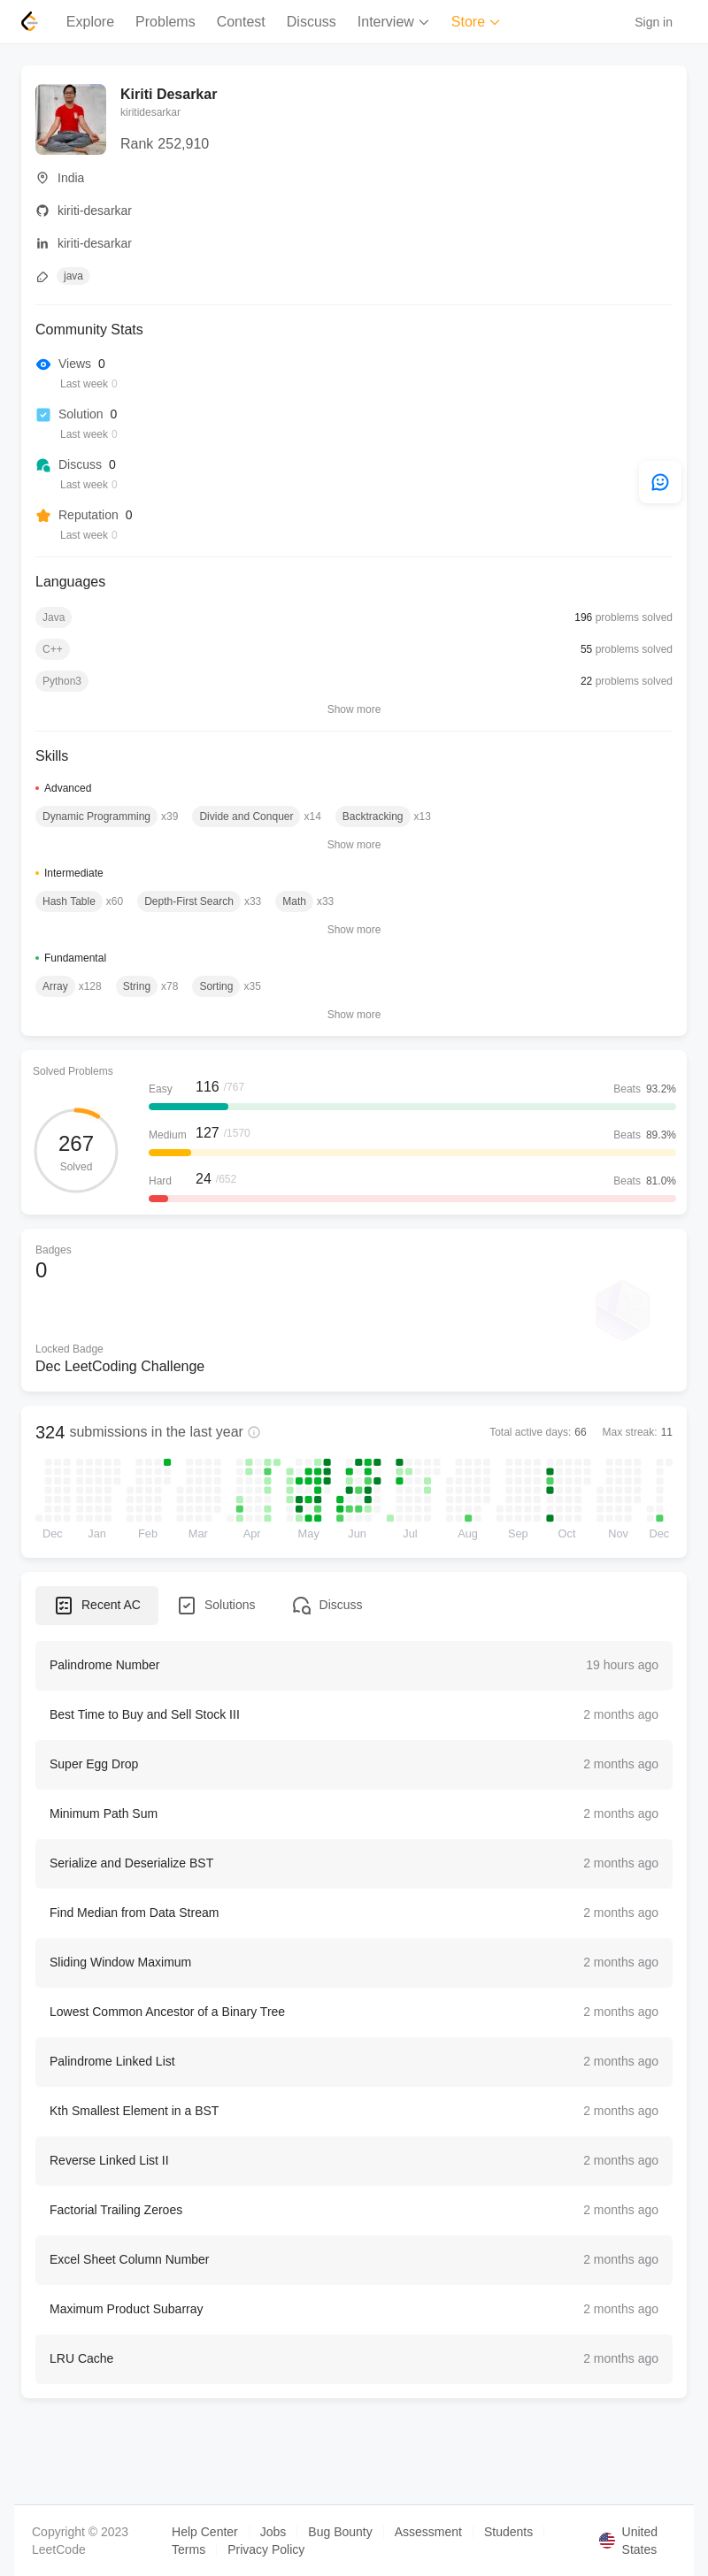 Explore Problems Contest Discuss Interview Store Sign in
Kiriti Desarkar
kiritidesarkar
Rank 252,910
India
kiriti-desarkar
kiriti-desarkar
java
Community Stats
Views 0
Last week 0
Solution 0
Last week 0
Discuss 0
Last week 0
Reputation 0
Last week 0
Languages
Java 196 problems solved
C++ 55 problems solved
Python3 22 problems solved
Show more
Skills
Advanced
Dynamic Programming x39 Divide and Conquer x14 Backtracking x13
Show more
Intermediate
Hash Table x60 Depth-First Search x33 Math x33
Show more
Fundamental
Array x128 String x78 Sorting x35
Show more
Solved Problems
267
Solved
Easy 116 /767 Beats 93.2%
Medium 127 /1570 Beats 89.3%
Hard 24 /652 Beats 81.0%
Badges
0
Locked Badge
Dec LeetCoding Challenge
324 submissions in the last year Total active days: 66 Max streak: 11
Dec Jan Feb Mar Apr May Jun Jul Aug Sep Oct Nov Dec
Recent AC Solutions Discuss
Palindrome Number 19 hours ago
Best Time to Buy and Sell Stock III 2 months ago
Super Egg Drop 2 months ago
Minimum Path Sum 2 months ago
Serialize and Deserialize BST 2 months ago
Find Median from Data Stream 2 months ago
Sliding Window Maximum 2 months ago
Lowest Common Ancestor of a Binary Tree 2 months ago
Palindrome Linked List 2 months ago
Kth Smallest Element in a BST 2 months ago
Reverse Linked List II 2 months ago
Factorial Trailing Zeroes 2 months ago
Excel Sheet Column Number 2 months ago
Maximum Product Subarray 2 months ago
LRU Cache 2 months ago
Copyright © 2023 Help Center Jobs Bug Bounty Assessment Students United
LeetCode Terms Privacy Policy States